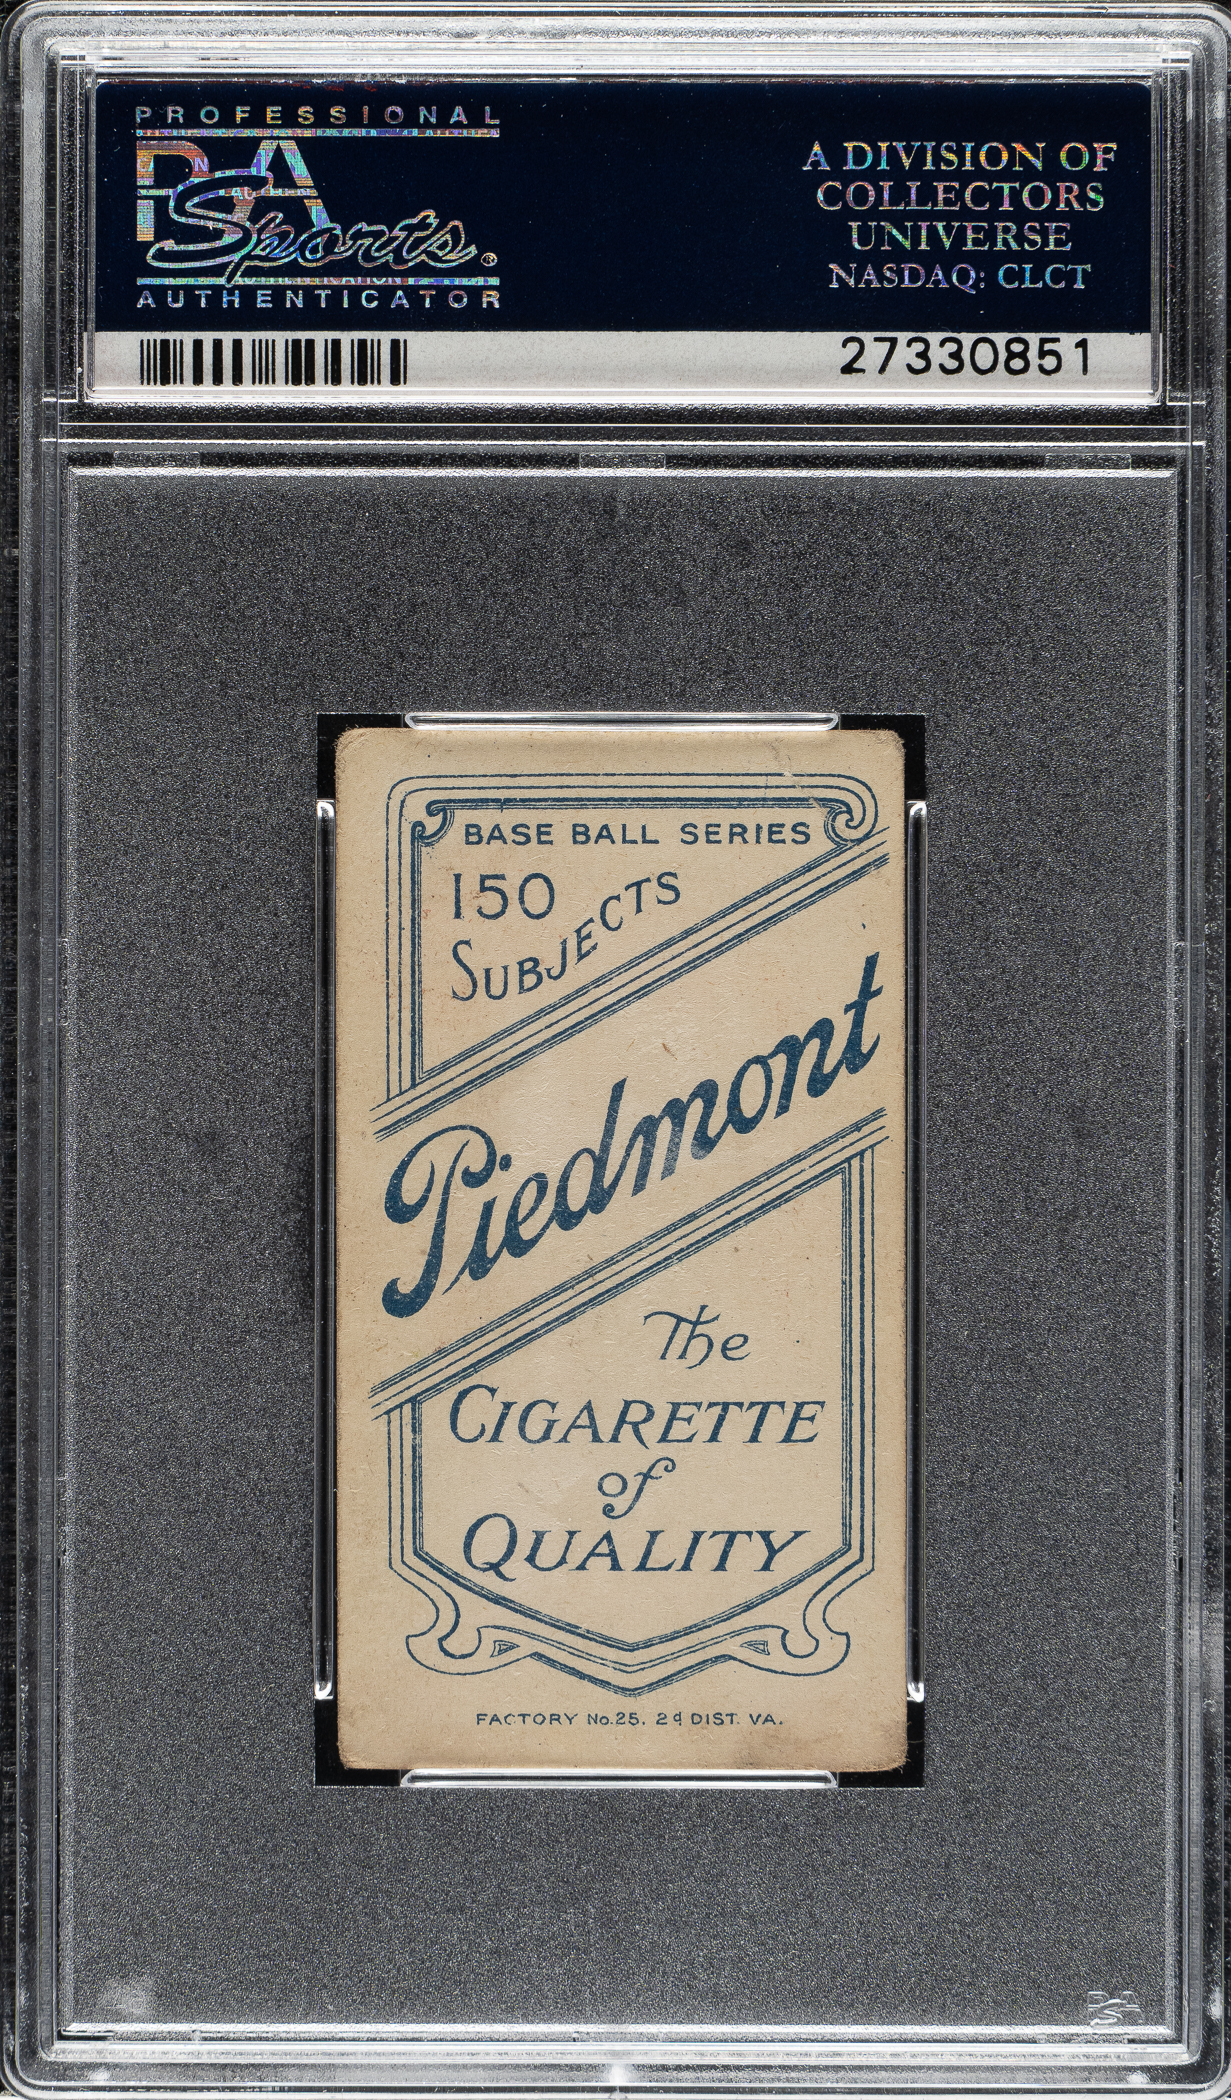 PROFESSIONAL
PSA
Sports®
AUTHENTICATOR
A DIVISION OF
COLLECTORS
UNIVERSE
NASDAQ: CLCT
27330851
BASE BALL SERIES
150
SUBJECTS
Piedmont
The
CIGARETTE
of
QUALITY
FACTORY No.25. 2d DIST. VA.
PSA